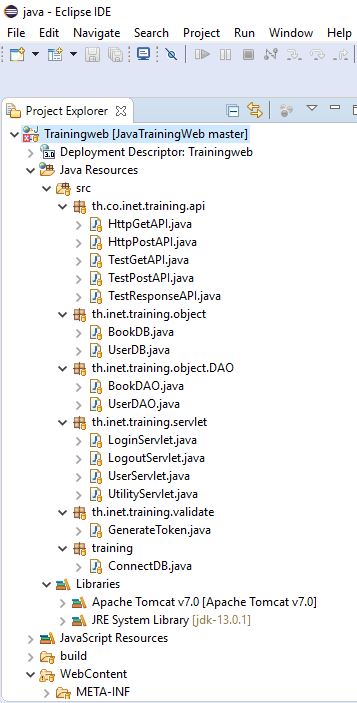 java - Eclipse IDE
File Edit Navigate Search Project Run Window Help
Project Explorer
Trainingweb [JavaTrainingWeb master]
Deployment Descriptor: Trainingweb
Java Resources
src
th.co.inet.training.api
HttpGetAPI.java
HttpPostAPI.java
TestGetAPI.java
TestPostAPI.java
TestResponseAPI.java
th.inet.training.object
BookDB.java
UserDB.java
th.inet.training.object.DAO
BookDAO.java
UserDAO.java
th.inet.training.servlet
LoginServlet.java
LogoutServlet.java
UserServlet.java
UtilityServlet.java
th.inet.training.validate
GenerateToken.java
training
ConnectDB.java
Libraries
Apache Tomcat v7.0 [Apache Tomcat v7.0]
JRE System Library [jdk-13.0.1]
JavaScript Resources
build
WebContent
META-INF